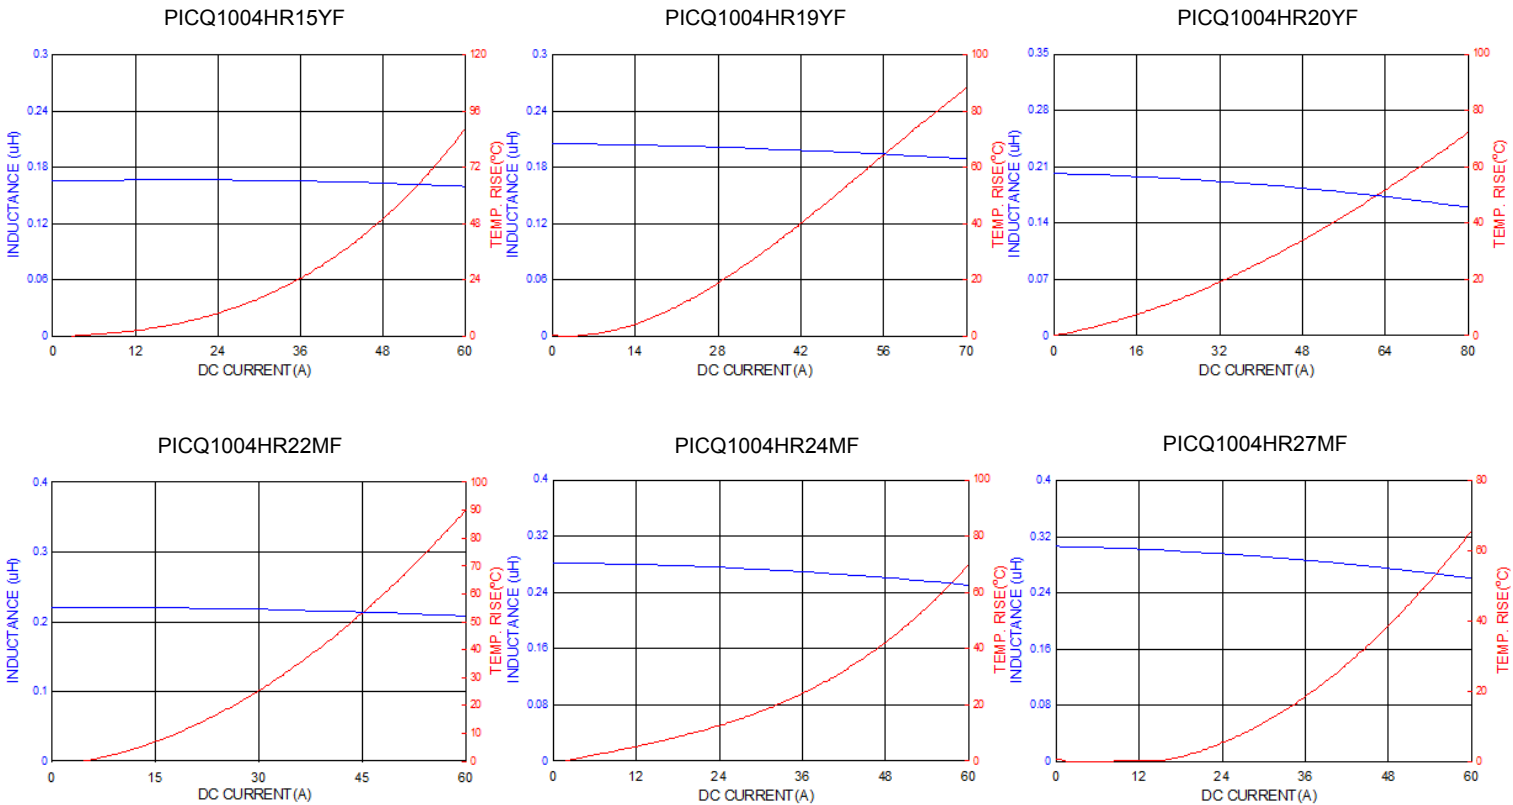 PICQ1004HR15YF
PICQ1004HR19YF
PICQ1004HR20YF
0.3
0.24
0.18
0.12
0.06
0
INDUCTANCE (uH)
120
96
72
48
24
0
TEMP. RISE(ºC)
0 12 24 36 48 60
DC CURRENT(A)
0.3
0.24
0.18
0.12
0.06
0
INDUCTANCE (uH)
100
80
60
40
20
0
TEMP. RISE(ºC)
0 14 28 42 56 70
DC CURRENT(A)
0.35
0.28
0.21
0.14
0.07
0
INDUCTANCE (uH)
100
80
60
40
20
0
TEMP. RISE(ºC)
0 16 32 48 64 80
DC CURRENT(A)
PICQ1004HR22MF
PICQ1004HR24MF
PICQ1004HR27MF
0.4
0.3
0.2
0.1
0
INDUCTANCE (uH)
100
90
80
70
60
50
40
30
20
10
0
TEMP. RISE(ºC)
0 15 30 45 60
DC CURRENT(A)
0.4
0.32
0.24
0.16
0.08
0
INDUCTANCE (uH)
100
80
60
40
20
0
TEMP. RISE(ºC)
0 12 24 36 48 60
DC CURRENT(A)
0.4
0.32
0.24
0.16
0.08
0
INDUCTANCE (uH)
80
60
40
20
0
TEMP. RISE(ºC)
0 12 24 36 48 60
DC CURRENT(A)